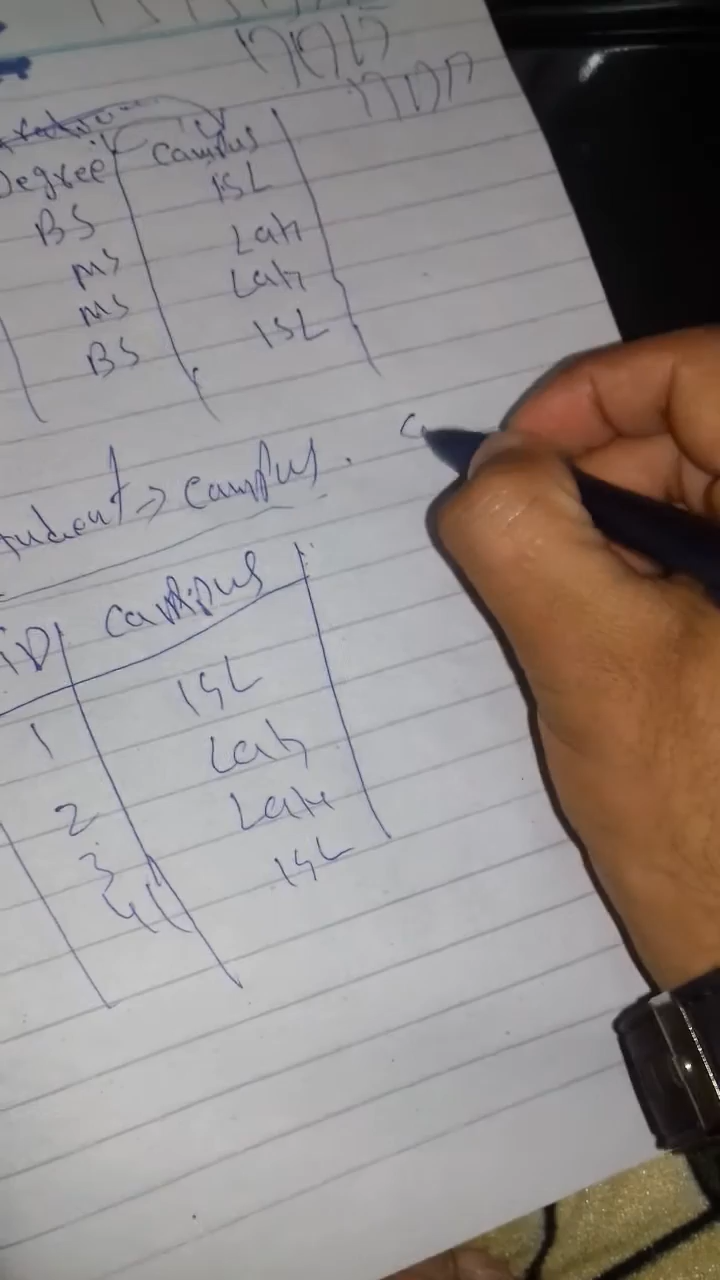 Degree Campus
BS ISL
MS Lah
MS Lah
BS ISL
tudent => campus.
ID campus
1 ISL
2 Lah
3 Lah
4 ISL